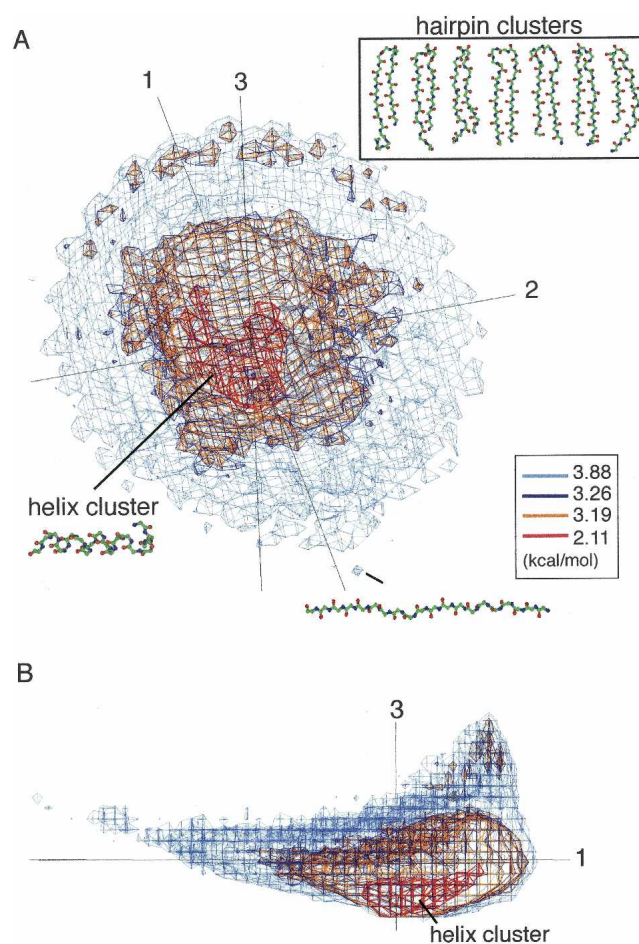 A
hairpin clusters
1
3
2
helix cluster
3.88
3.26
3.19
2.11
(kcal/mol)
B
3
1
helix cluster